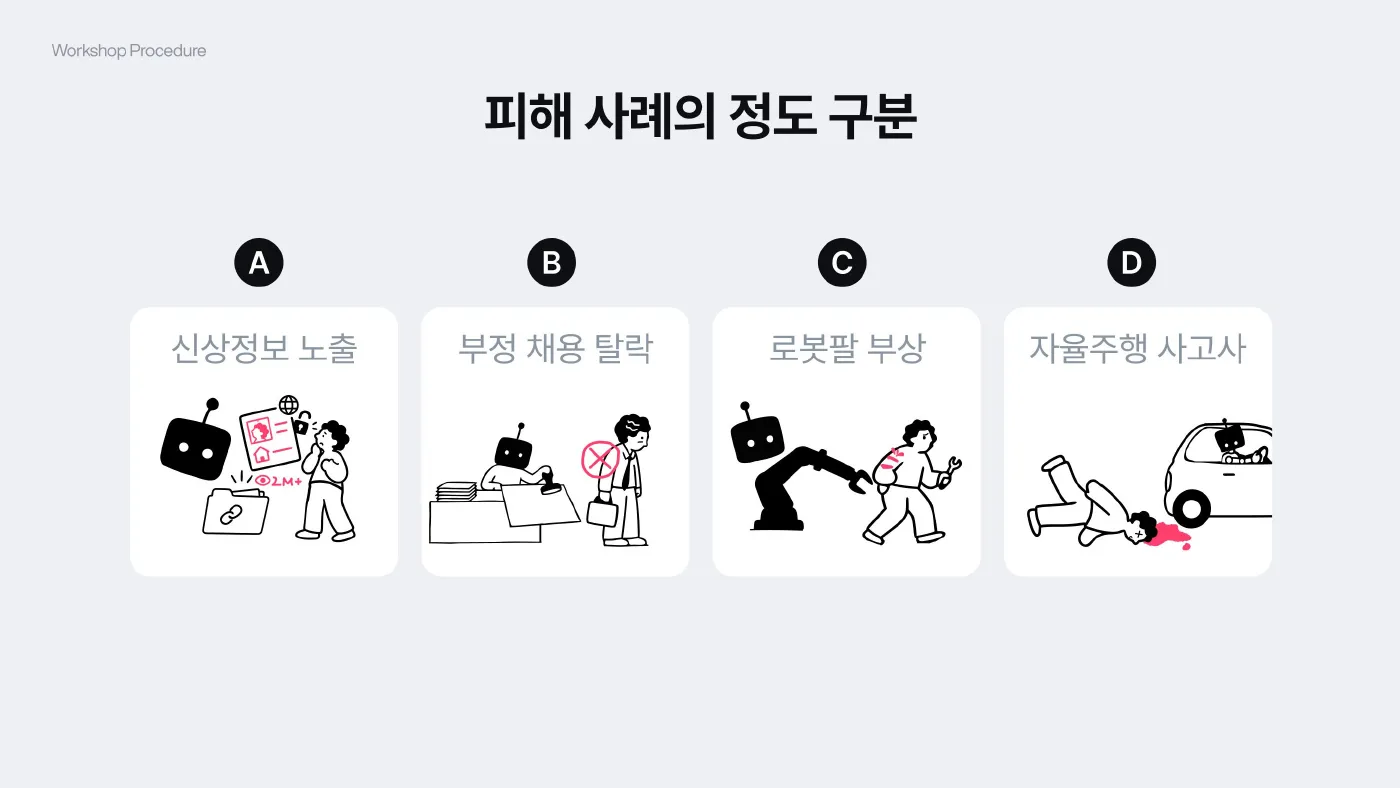 Workshop Procedure
피해 사례의 정도 구분
A
B
C
D
신상정보 노출
부정 채용 탈락
로봇팔 부상
자율주행 사고사
2M+